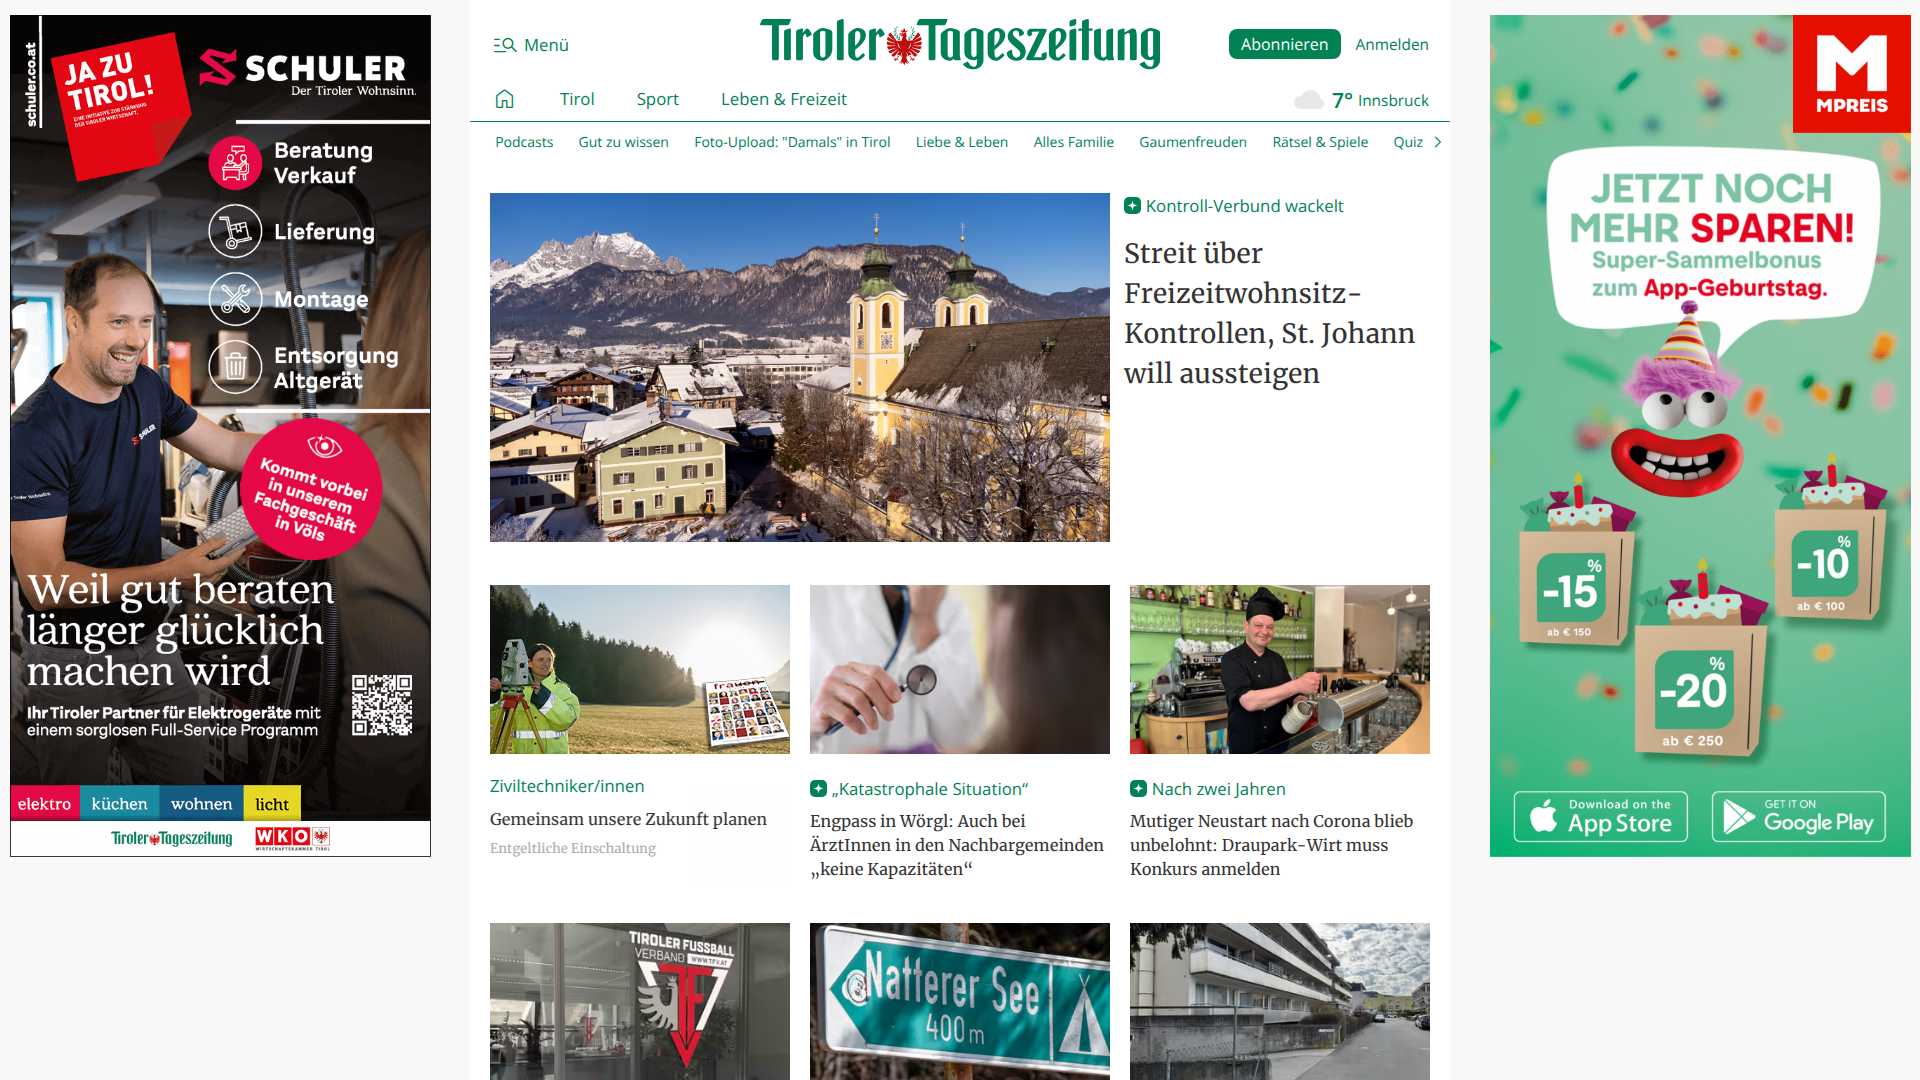 schuler.co.at
JA ZU
TIROL!
EINE INITIATIVE ZUR STÄRKUNG
DER TIROLER WIRTSCHAFT.
SCHULER
Der Tiroler Wohnsinn.
Beratung
Verkauf
Lieferung
Montage
Entsorgung
Altgerät
SCHULER
Kommt vorbei
in unserem
Fachgeschäft
in Völs
Weil gut beraten
länger glücklich
machen wird
Ihr Tiroler Partner für Elektrogeräte mit
einem sorglosen Full-Service Programm
elektro küchen wohnen licht
Tiroler Tageszeitung WKO
WIRTSCHAFTSKAMMER TIROL
Menü
Tiroler Tageszeitung
Abonnieren Anmelden
Tirol Sport Leben & Freizeit
7° Innsbruck
Podcasts Gut zu wissen Foto-Upload: "Damals" in Tirol Liebe & Leben Alles Familie Gaumenfreuden Rätsel & Spiele Quiz
Kontroll-Verbund wackelt
Streit über
Freizeitwohnsitz-
Kontrollen, St. Johann
will aussteigen
frauen
Ziviltechniker/innen
Gemeinsam unsere Zukunft planen
Entgeltliche Einschaltung
„Katastrophale Situation“
Engpass in Wörgl: Auch bei
ÄrztInnen in den Nachbargemeinden
„keine Kapazitäten“
Nach zwei Jahren
Mutiger Neustart nach Corona blieb
unbelohnt: Draupark-Wirt muss
Konkurs anmelden
TIROLER FUSSBALL
VERBAND WWW.TFV.AT
Natterer See
400 m
MPREIS
JETZT NOCH
MEHR SPAREN!
Super-Sammelbonus
zum App-Geburtstag.
-15%
ab € 150
-10%
ab € 100
-20%
ab € 250
Download on the
App Store
GET IT ON
Google Play